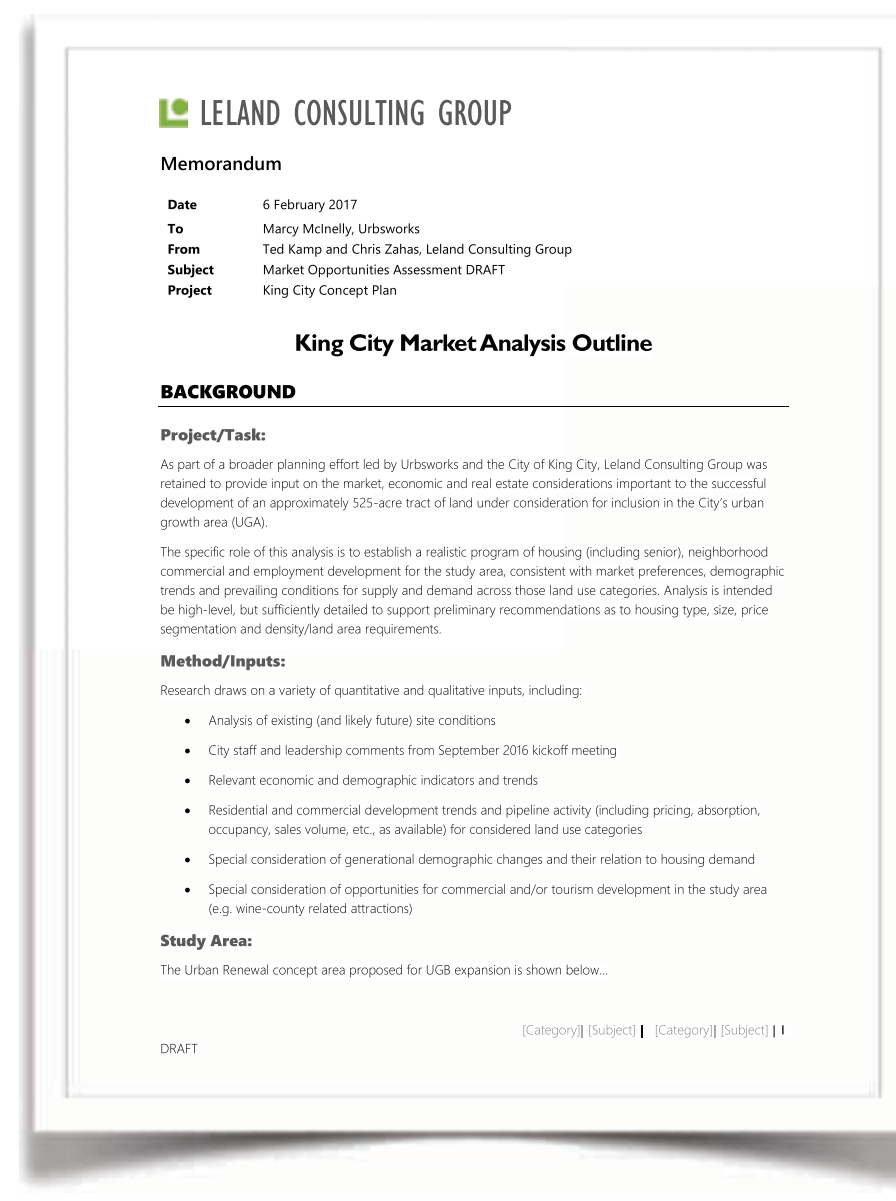 LELAND CONSULTING GROUP
Memorandum
Date 6 February 2017
To Marcy McInelly, Urbsworks
From Ted Kamp and Chris Zahas, Leland Consulting Group
Subject Market Opportunities Assessment DRAFT
Project King City Concept Plan
King City Market Analysis Outline
BACKGROUND
Project/Task:
As part of a broader planning effort led by Urbsworks and the City of King City, Leland Consulting Group was
retained to provide input on the market, economic and real estate considerations important to the successful
development of an approximately 525-acre tract of land under consideration for inclusion in the City's urban
growth area (UGA).
The specific role of this analysis is to establish a realistic program of housing (including senior), neighborhood
commercial and employment development for the study area, consistent with market preferences, demographic
trends and prevailing conditions for supply and demand across those land use categories. Analysis is intended
be high-level, but sufficiently detailed to support preliminary recommendations as to housing type, size, price
segmentation and density/land area requirements.
Method/Inputs:
Research draws on a variety of quantitative and qualitative inputs, including:
• Analysis of existing (and likely future) site conditions
• City staff and leadership comments from September 2016 kickoff meeting
• Relevant economic and demographic indicators and trends
• Residential and commercial development trends and pipeline activity (including pricing, absorption,
occupancy, sales volume, etc., as available) for considered land use categories
• Special consideration of generational demographic changes and their relation to housing demand
• Special consideration of opportunities for commercial and/or tourism development in the study area
(e.g. wine-county related attractions)
Study Area:
The Urban Renewal concept area proposed for UGB expansion is shown below...
[Category]| [Subject] | [Category]| [Subject] | 1
DRAFT